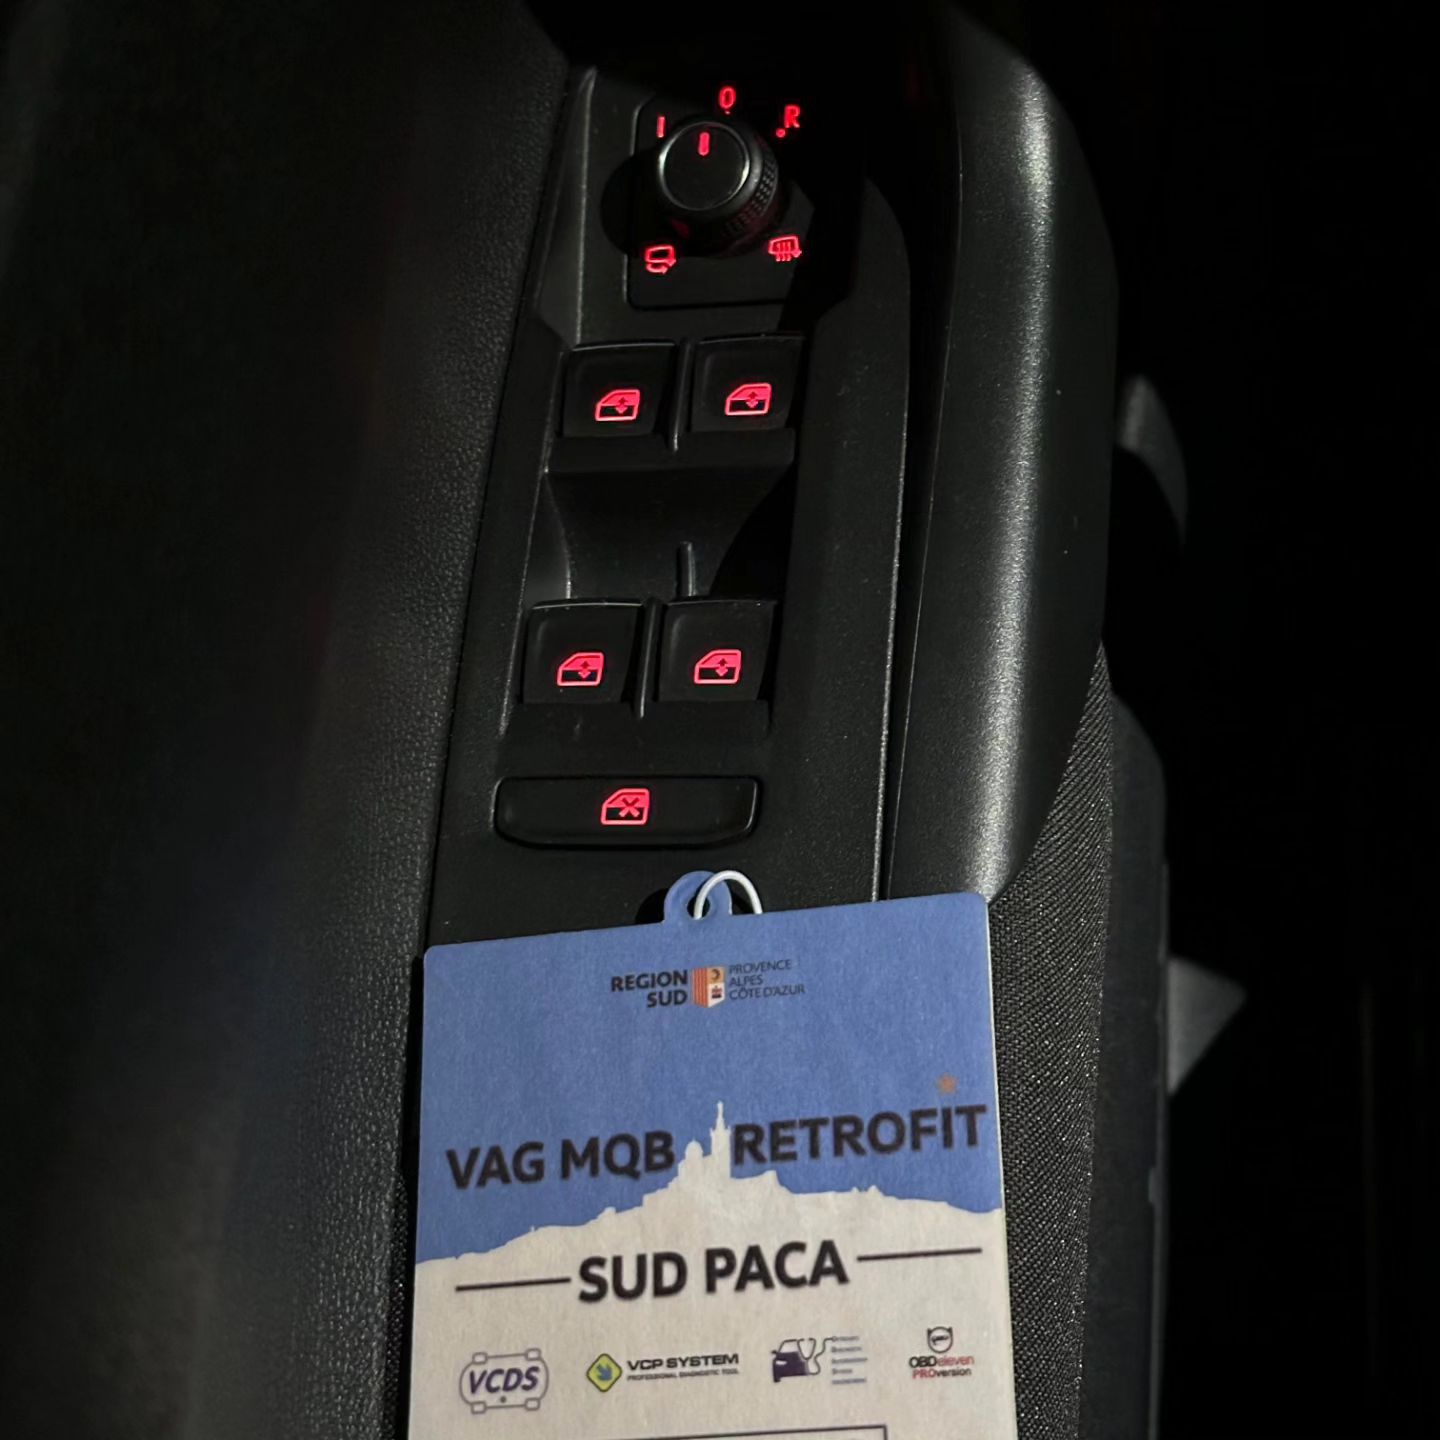 O
I
R
REGION
SUD
PROVENCE
ALPES
CÔTE D'AZUR
VAG MQB RETROFIT
SUD PACA
VCDS
VCP SYSTEM
PROFESSIONAL DIAGNOSTIC TOOL
OBDeleven
PROversion